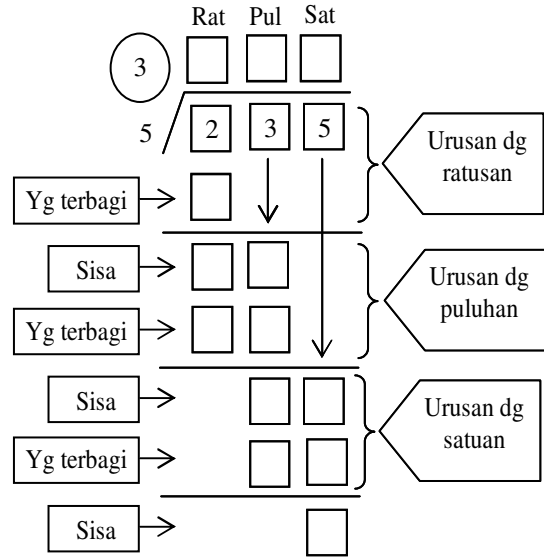 Rat Pul Sat
3
5 2 3 5
Urusan dg
ratusan
Yg terbagi
Sisa
Urusan dg
puluhan
Yg terbagi
Sisa
Urusan dg
satuan
Yg terbagi
Sisa